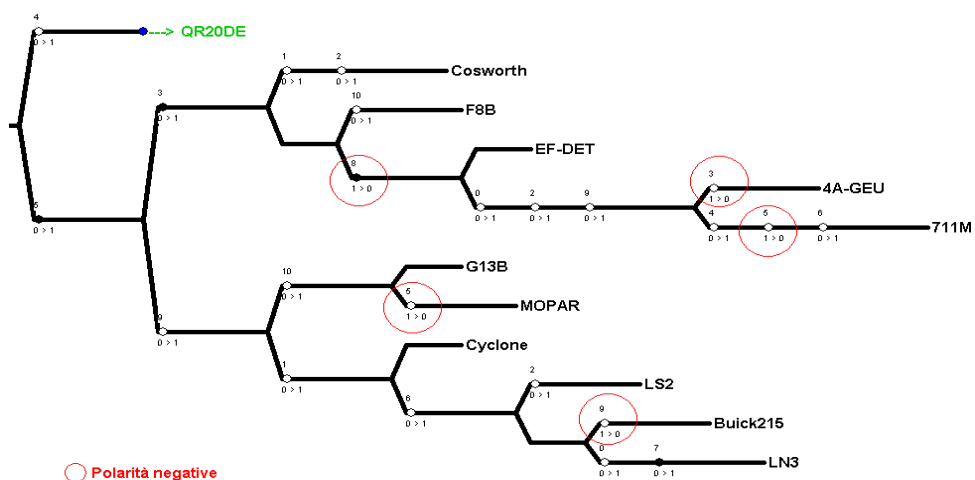 4
0 > 1
---> QR20DE
1 2
Cosworth
0 > 1 0 > 1
3
0 > 1
10
F8B
0 > 1
EF-DET
8
1 > 0
3
4A-GEU
1 > 0
0 2 9
0 > 1 0 > 1 0 > 1
4 5 6
711M
0 > 1 1 > 0 0 > 1
5
0 > 1
G13B
10
0 > 1
5
MOPAR
1 > 0
9
0 > 1
Cyclone
1
0 > 1
2
LS2
0 > 1
6
0 > 1
9
Buick215
1 > 0
0 7
LN3
0 > 1 0 > 1
Polarità negative